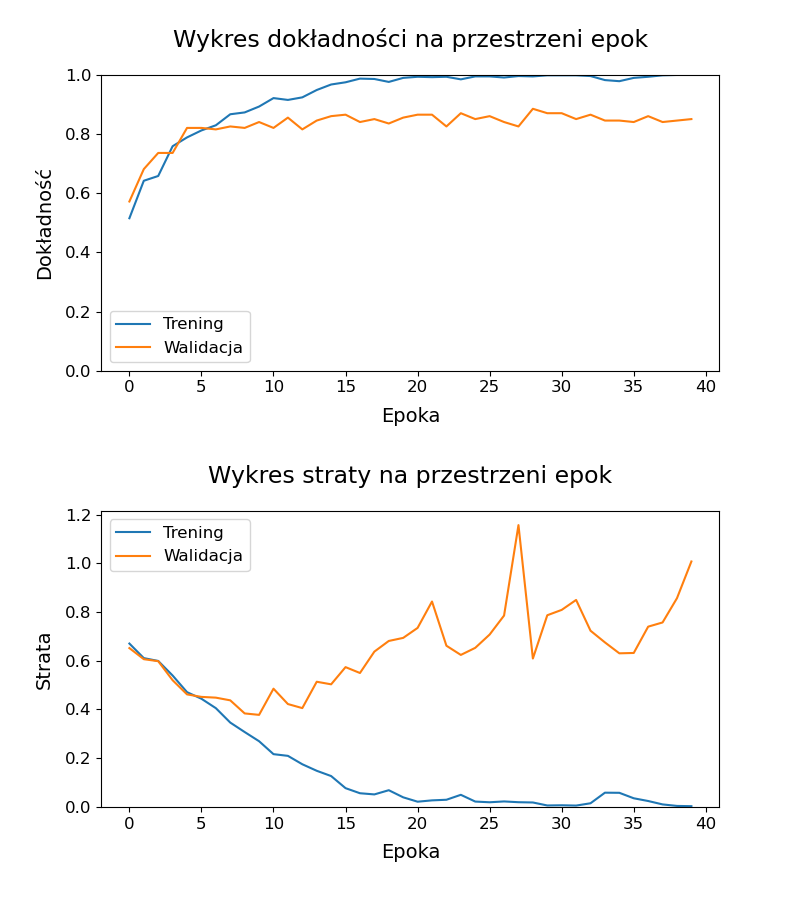 Wykres dokładności na przestrzeni epok
1.0
0.8
0.6
0.4
0.2
0.0
Dokładność
Trening
Walidacja
0 5 10 15 20 25 30 35 40
Epoka
Wykres straty na przestrzeni epok
1.2
1.0
0.8
0.6
0.4
0.2
0.0
Strata
Trening
Walidacja
0 5 10 15 20 25 30 35 40
Epoka